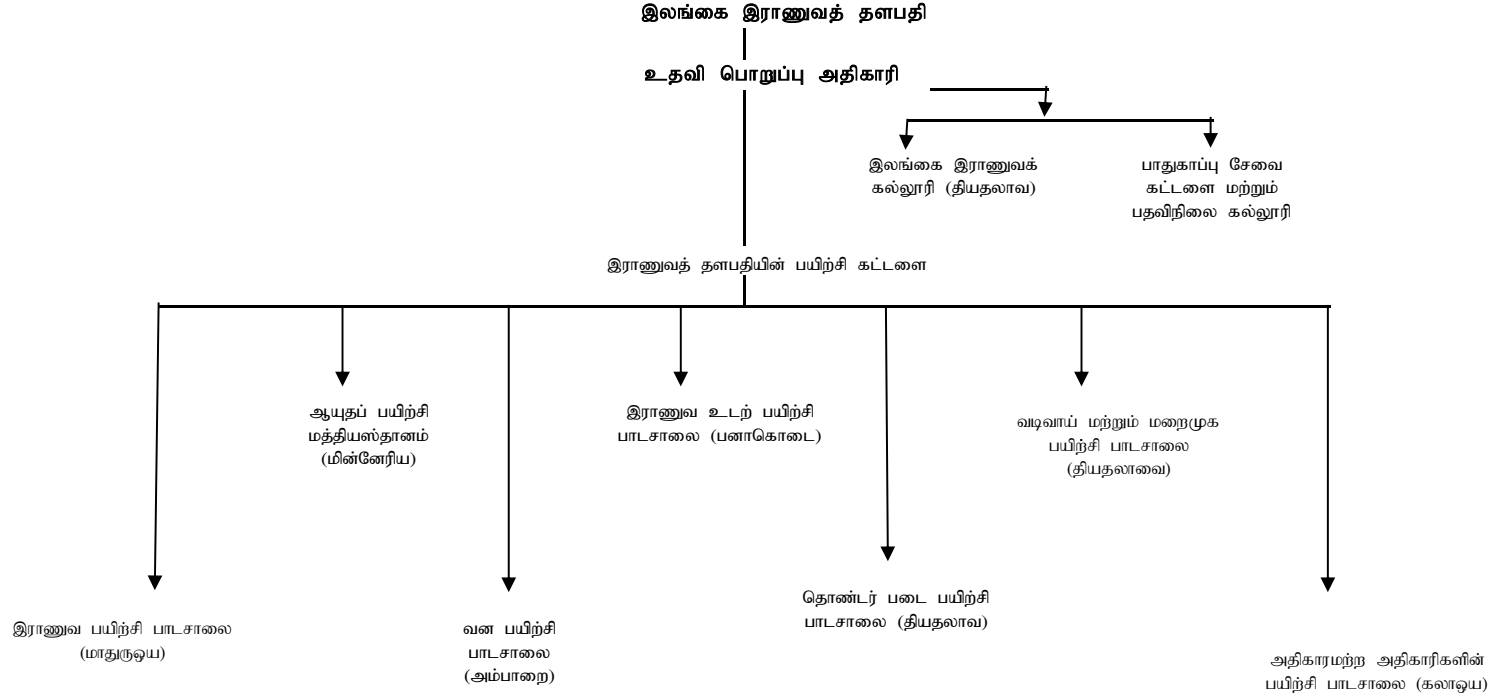 இலங்கை இராணுவத் தளபதி
உதவி பொறுப்பு அதிகாரி
இலங்கை இராணுவக்
கல்லூரி (தியதலாவ)
பாதுகாப்பு சேவை
கட்டளை மற்றும்
பதவிநிலை கல்லூரி
இராணுவத் தளபதியின் பயிற்சி கட்டளை
ஆயுதப் பயிற்சி
மத்தியஸ்தானம்
(மின்னேரிய)
இராணுவ உடற் பயிற்சி
பாடசாலை (பனாகொடை)
வடிவாய் மற்றும் மறைமுக
பயிற்சி பாடசாலை
(தியதலாவை)
இராணுவ பயிற்சி பாடசாலை
(மாதுருஒய)
வன பயிற்சி
பாடசாலை
(அம்பாறை)
தொண்டர் படை பயிற்சி
பாடசாலை (தியதலாவ)
அதிகாரமற்ற அதிகாரிகளின்
பயிற்சி பாடசாலை (கலாஒய)